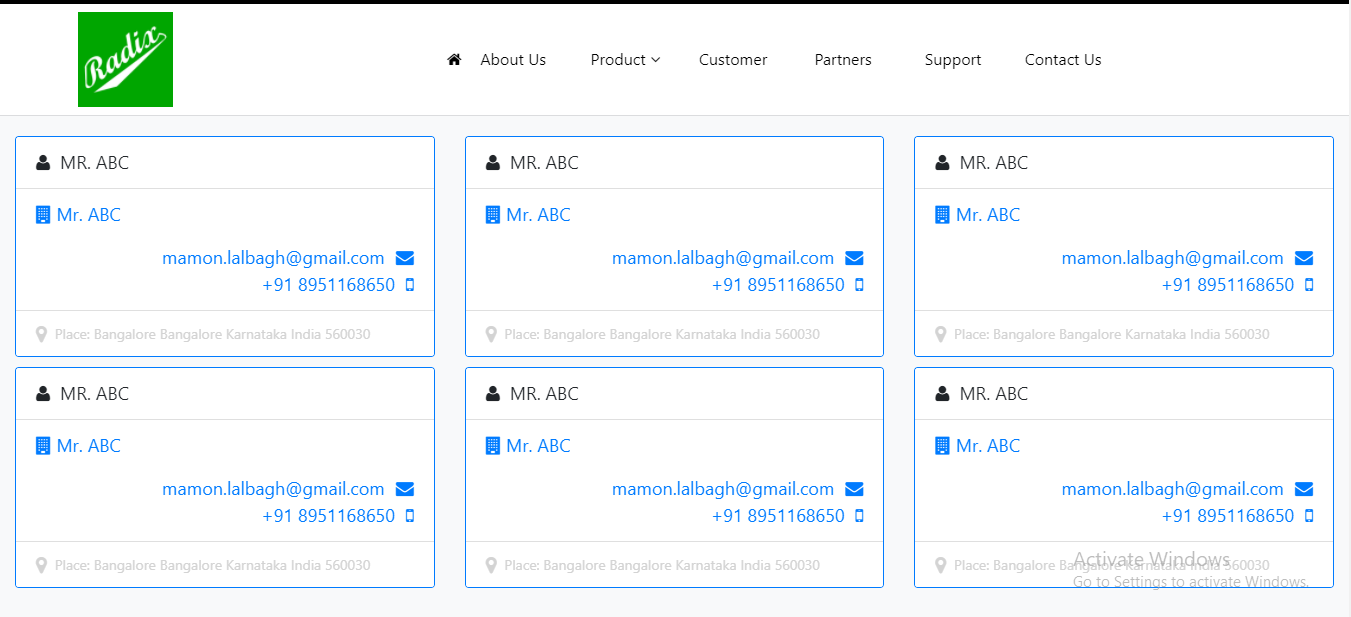 Radix
About Us Product Customer Partners Support Contact Us
MR. ABC MR. ABC MR. ABC
Mr. ABC Mr. ABC Mr. ABC
mamon.lalbagh@gmail.com mamon.lalbagh@gmail.com mamon.lalbagh@gmail.com
+91 8951168650 +91 8951168650 +91 8951168650
Place: Bangalore Bangalore Karnataka India 560030 Place: Bangalore Bangalore Karnataka India 560030 Place: Bangalore Bangalore Karnataka India 560030
MR. ABC MR. ABC MR. ABC
Mr. ABC Mr. ABC Mr. ABC
mamon.lalbagh@gmail.com mamon.lalbagh@gmail.com mamon.lalbagh@gmail.com
+91 8951168650 +91 8951168650 +91 8951168650
Place: Bangalore Bangalore Karnataka India 560030 Place: Bangalore Bangalore Karnataka India 560030 Place: Bangalore Bangalore Karnataka India 560030
Activate Windows
Go to Settings to activate Windows.